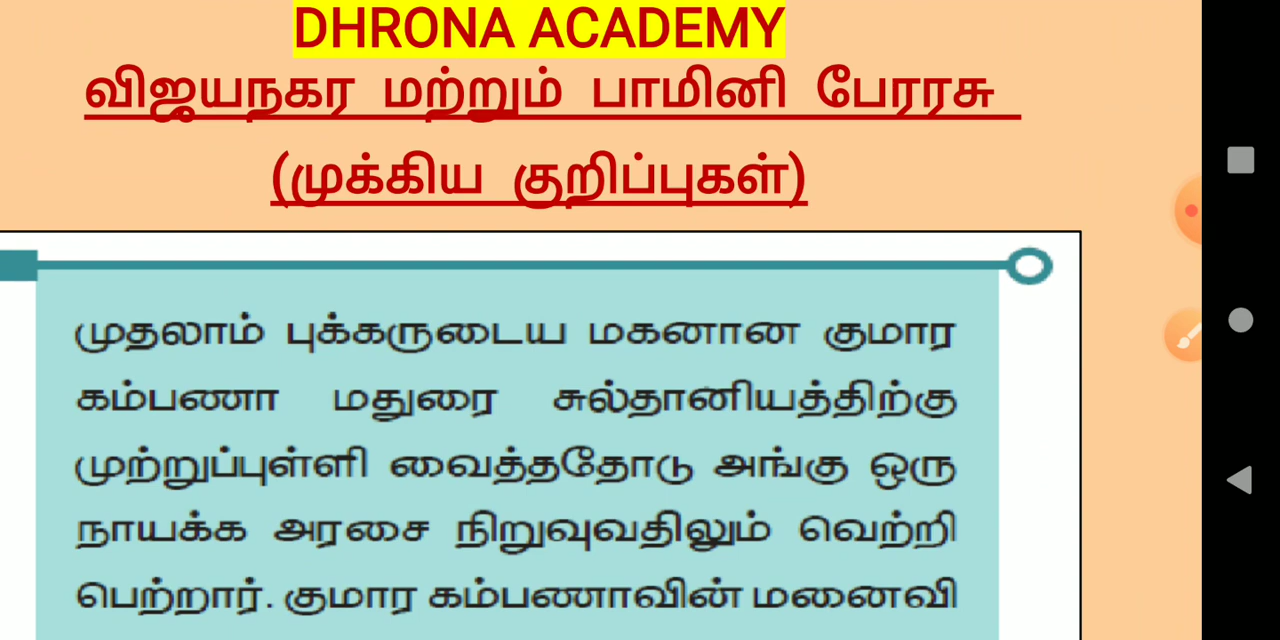 DHRONA ACADEMY
விஜயநகர மற்றும் பாமினி பேரரசு
(முக்கிய குறிப்புகள்)
முதலாம் புக்கருடைய மகனான குமார
கம்பணா மதுரை சுல்தானியத்திற்கு
முற்றுப்புள்ளி வைத்ததோடு அங்கு ஒரு
நாயக்க அரசை நிறுவுவதிலும் வெற்றி
பெற்றார். குமார கம்பணாவின் மனைவி